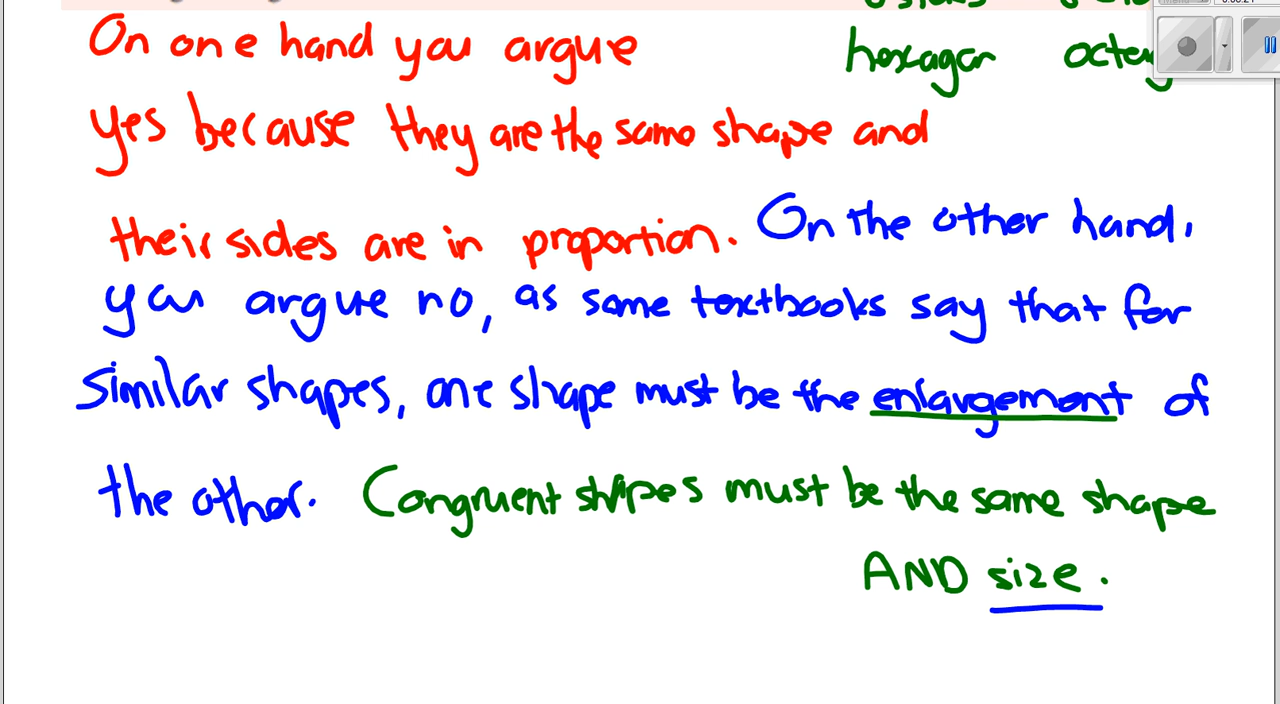 On one hand you argue
hexagon
yes because they are the same shape and
their sides are in proportion. On the other hand,
you argue no, as some textbooks say that for
similar shapes, one shape must be the enlargement of
the other. Congruent shapes must be the same shape
AND size.